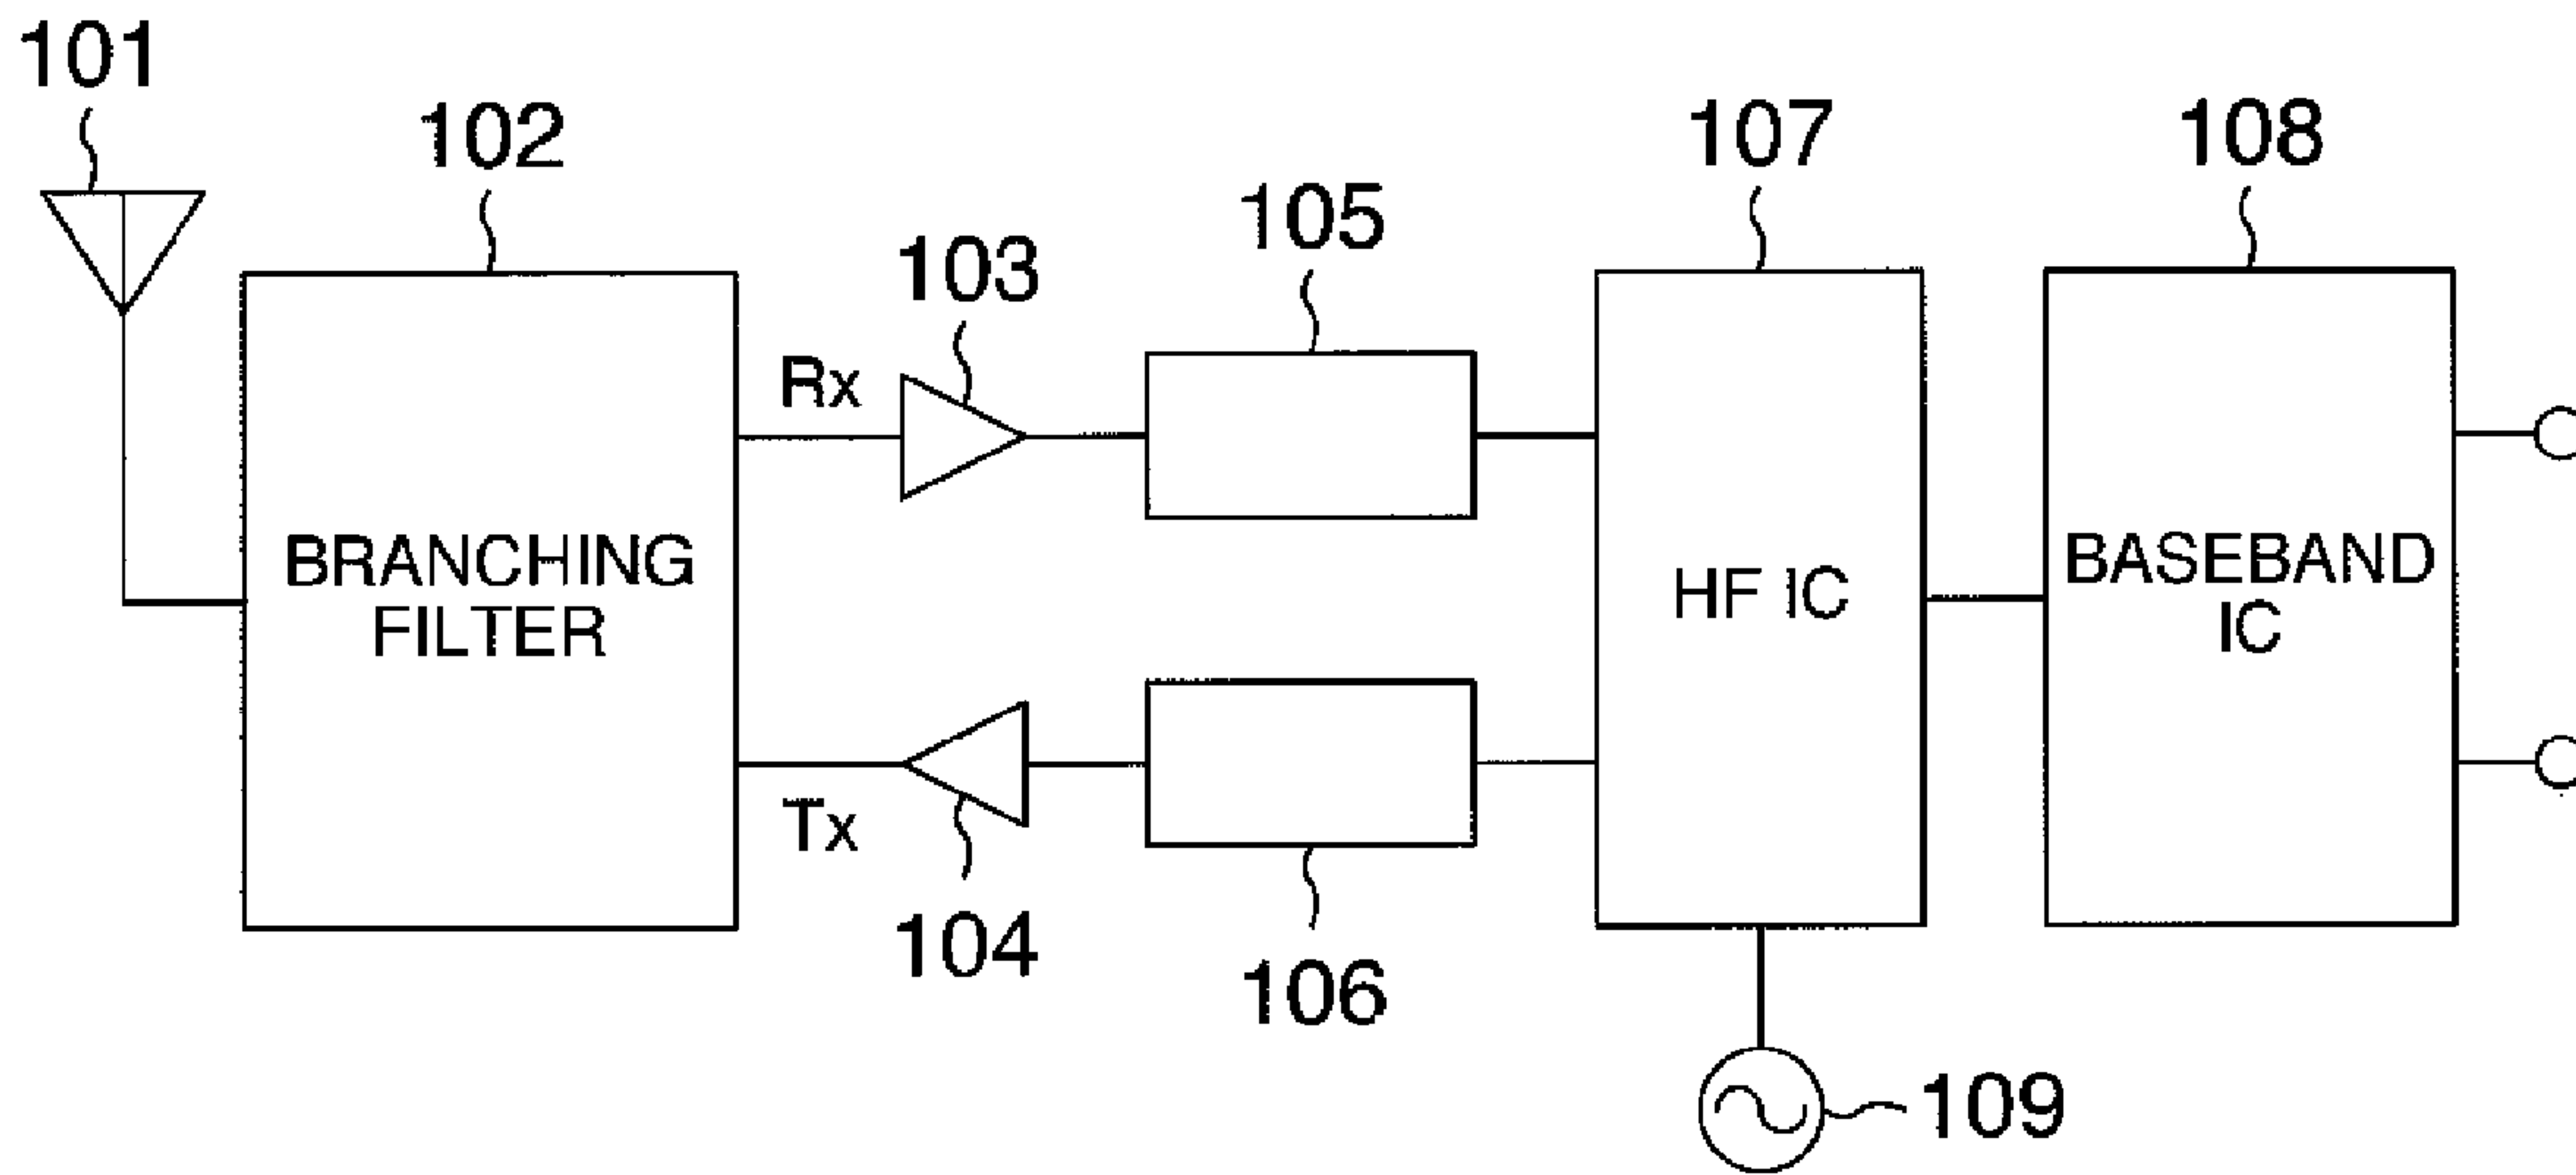 101
102
107
108
105
103
Rx
BRANCHING
FILTER
HF IC
BASEBAND
IC
Tx
104
106
109